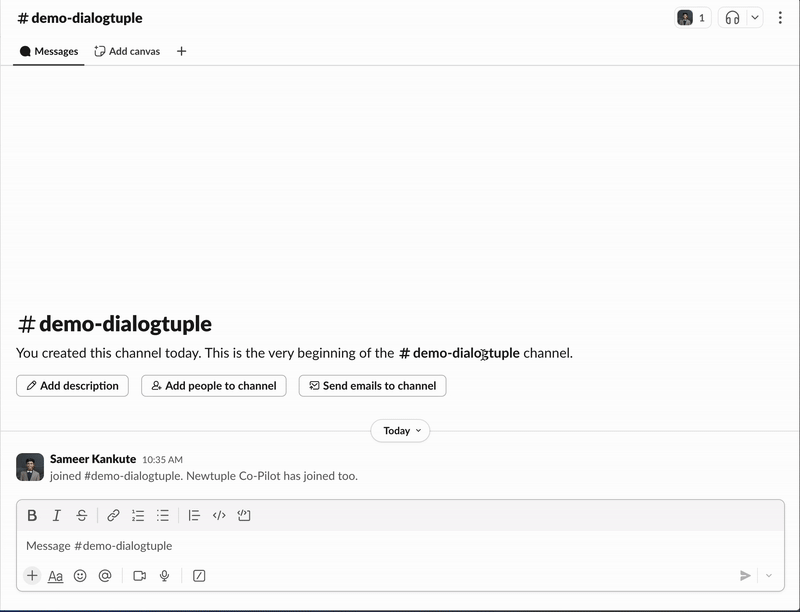 # demo-dialogtuple
1
Messages
Add canvas
# demo-dialogtuple
You created this channel today. This is the very beginning of the # demo-dialogtuple channel.
Add description
Add people to channel
Send emails to channel
Today
Sameer Kankute 10:35 AM
joined #demo-dialogtuple. Newtuple Co-Pilot has joined too.
B I S
Message #demo-dialogtuple
Aa